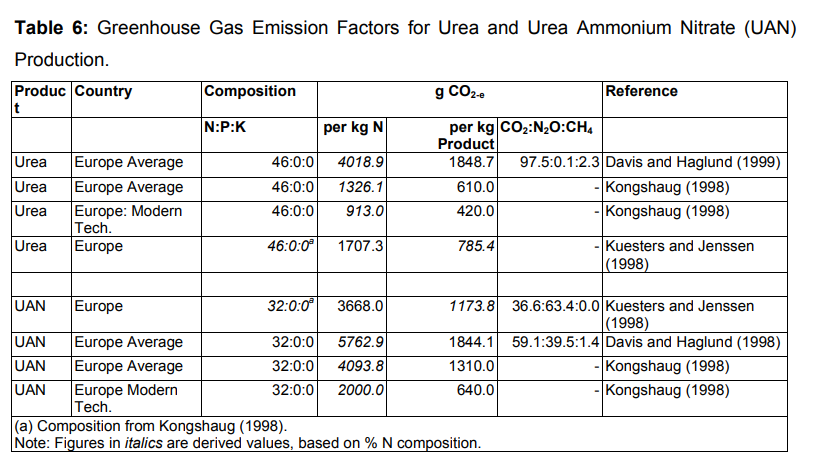 Table 6: Greenhouse Gas Emission Factors for Urea and Urea Ammonium Nitrate (UAN)
Production.
Produc Country Composition g CO2-e Reference
t
N:P:K per kg N per kg CO2:N2O:CH4
Product
Urea Europe Average 46:0:0 4018.9 1848.7 97.5:0.1:2.3 Davis and Haglund (1999)
Urea Europe Average 46:0:0 1326.1 610.0 - Kongshaug (1998)
Urea Europe: Modern 46:0:0 913.0 420.0 - Kongshaug (1998)
Tech.
Urea Europe 46:0:0a 1707.3 785.4 - Kuesters and Jenssen
(1998)
UAN Europe 32:0:0a 3668.0 1173.8 36.6:63.4:0.0 Kuesters and Jenssen
(1998)
UAN Europe Average 32:0:0 5762.9 1844.1 59.1:39.5:1.4 Davis and Haglund (1998)
UAN Europe Average 32:0:0 4093.8 1310.0 - Kongshaug (1998)
UAN Europe Modern 32:0:0 2000.0 640.0 - Kongshaug (1998)
Tech.
(a) Composition from Kongshaug (1998).
Note: Figures in italics are derived values, based on % N composition.